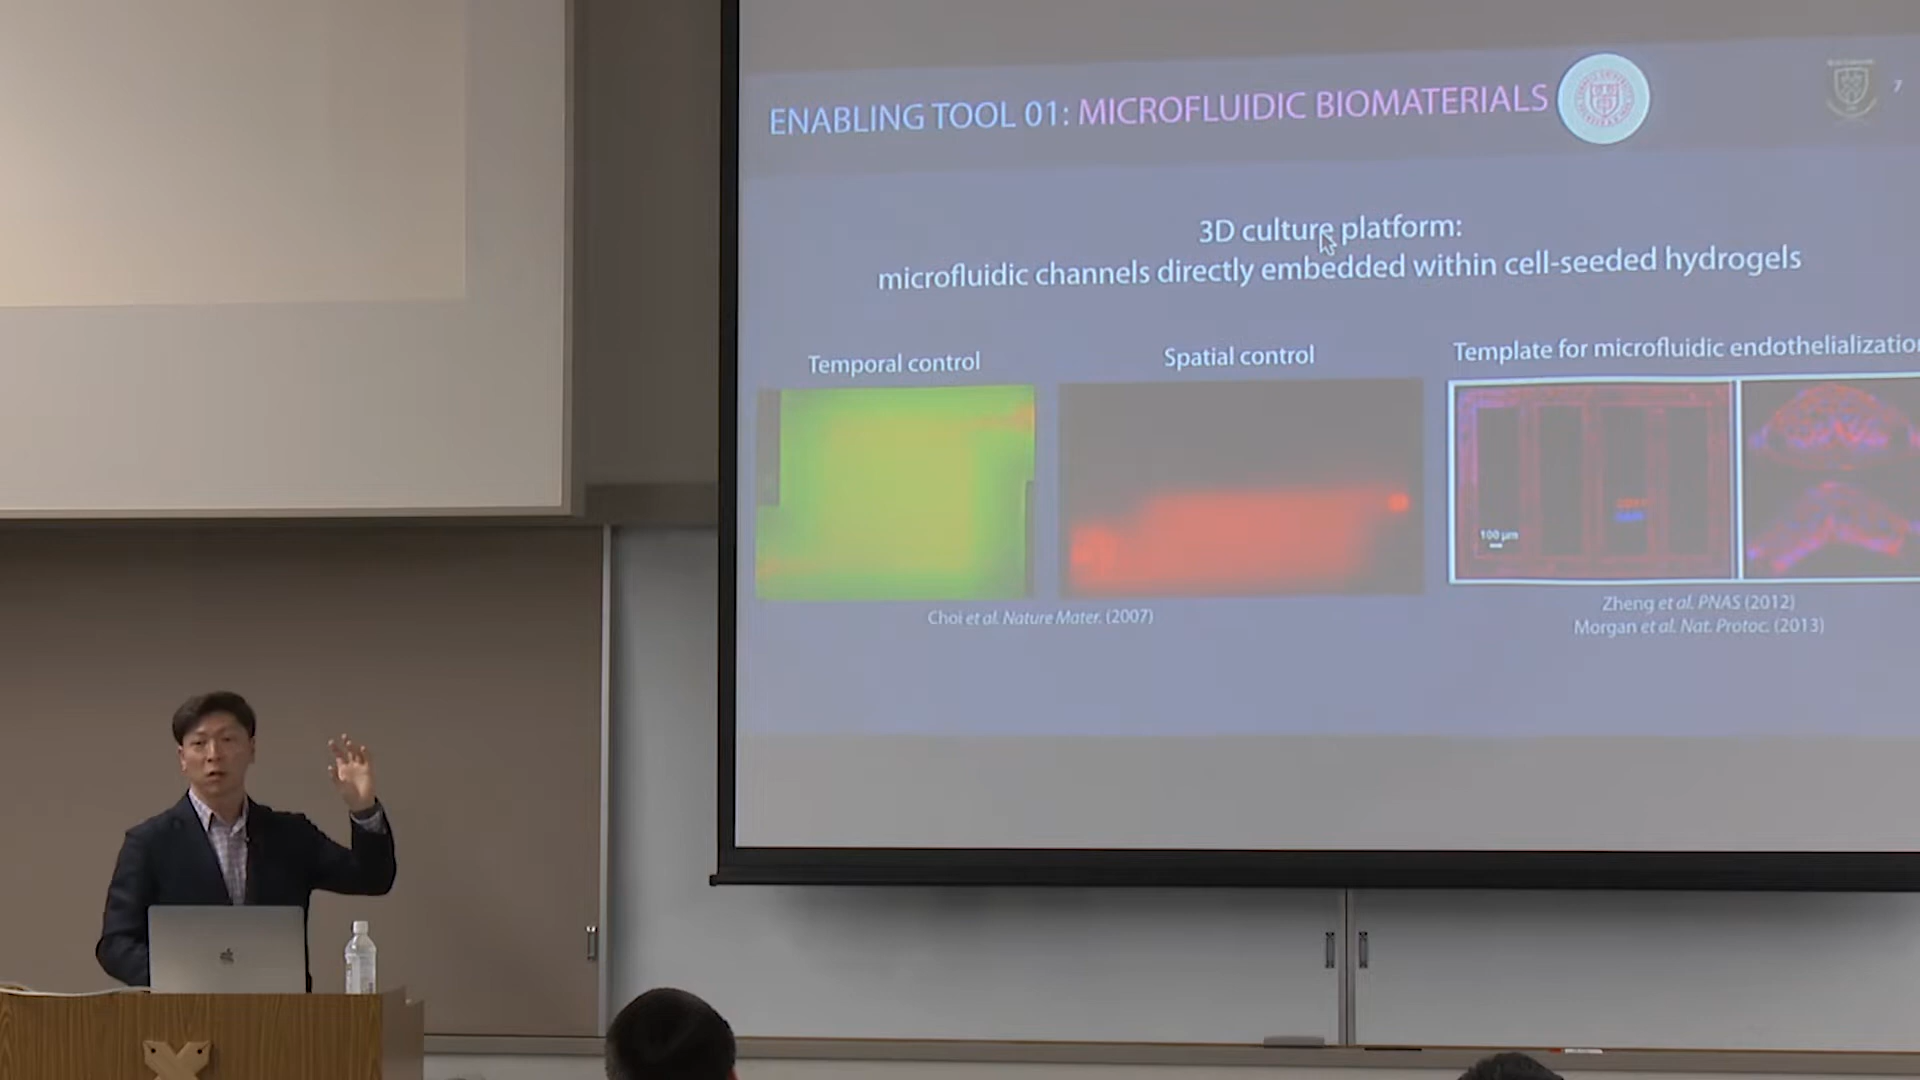 ENABLING TOOL 01: MICROFLUIDIC BIOMATERIALS
7
3D culture platform:
microfluidic channels directly embedded within cell-seeded hydrogels
Temporal control
Spatial control
Template for microfluidic endothelialization
100 µm
Choi et al. Nature Mater. (2007)
Zheng et al. PNAS (2012)
Morgan et al. Nat. Protoc. (2013)